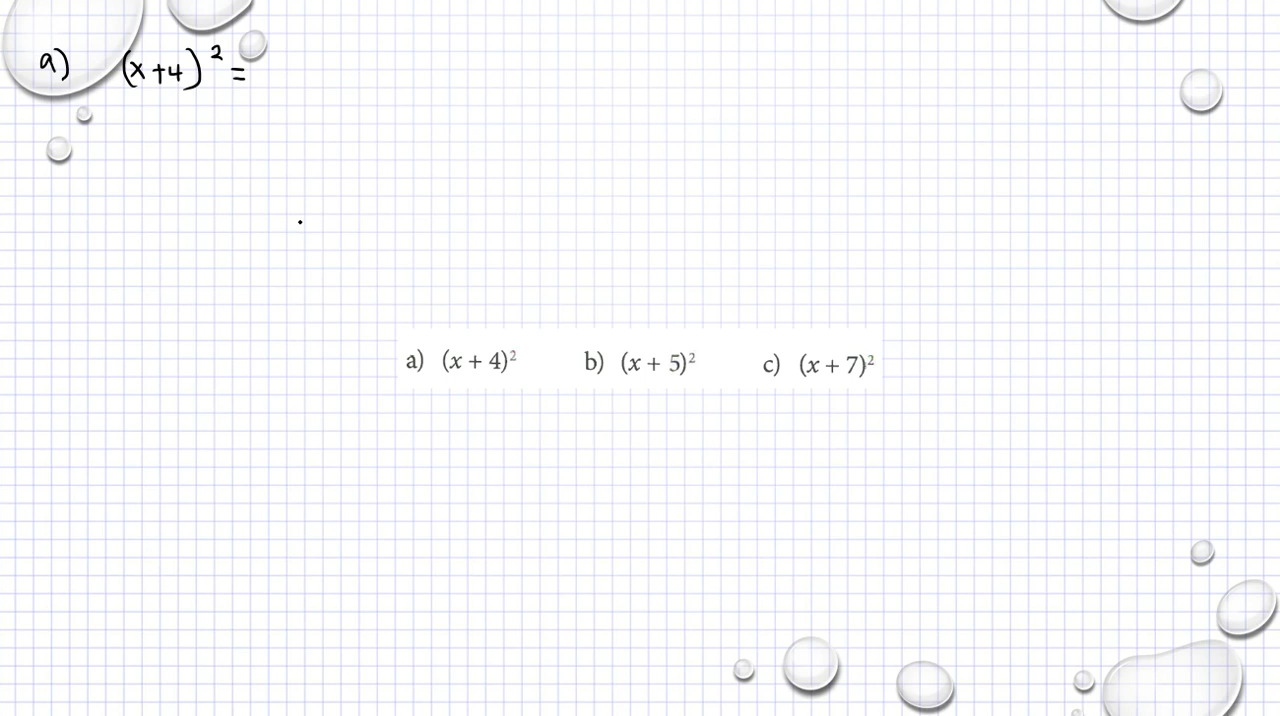 a) (x+4)² =
a) (x + 4)² b) (x + 5)² c) (x + 7)²